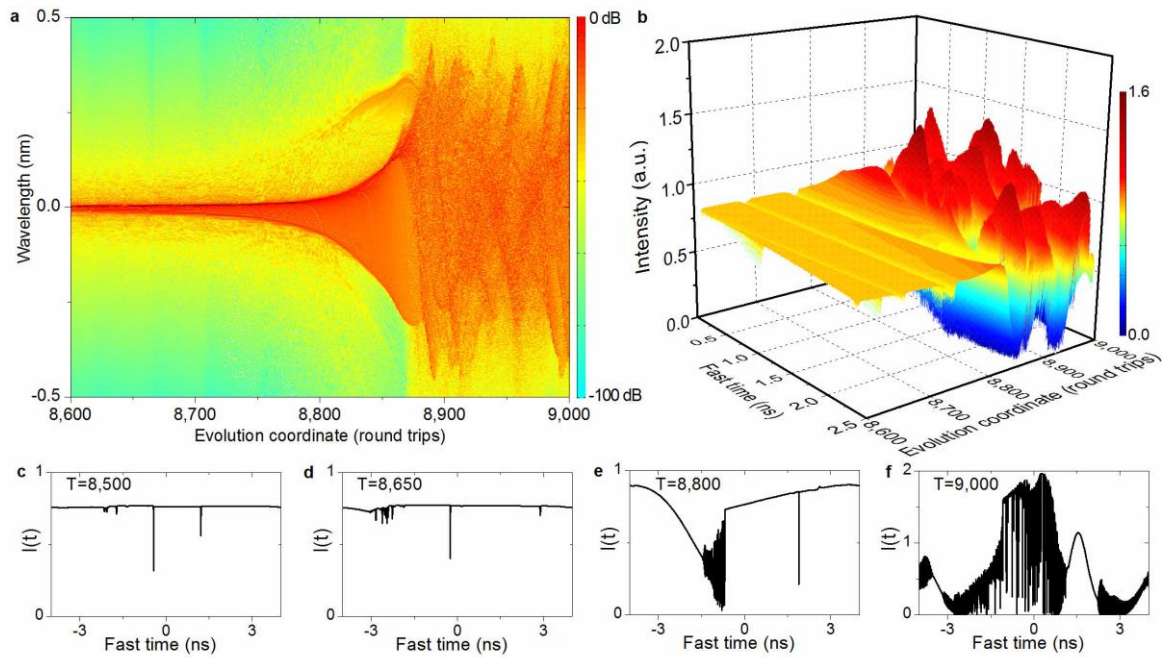 a
0.5
0.0
-0.5
Wavelength (nm)
8,600
8,700
8,800
8,900
9,000
Evolution coordinate (round trips)
0 dB
-100 dB
b
2.0
1.5
1.0
0.5
0.0
Intensity (a.u.)
0.5
1.0
1.5
2.0
2.5
Fast time (ns)
8,600
8,700
8,800
8,900
9,000
Evolution coordinate (round trips)
1.6
0.0
c
T=8,500
1
0
I(t)
-3
0
3
Fast time (ns)
d
T=8,650
1
0
I(t)
-3
0
3
Fast time (ns)
e
T=8,800
1
0
I(t)
-3
0
3
Fast time (ns)
f
T=9,000
2
1
0
I(t)
-3
0
3
Fast time (ns)